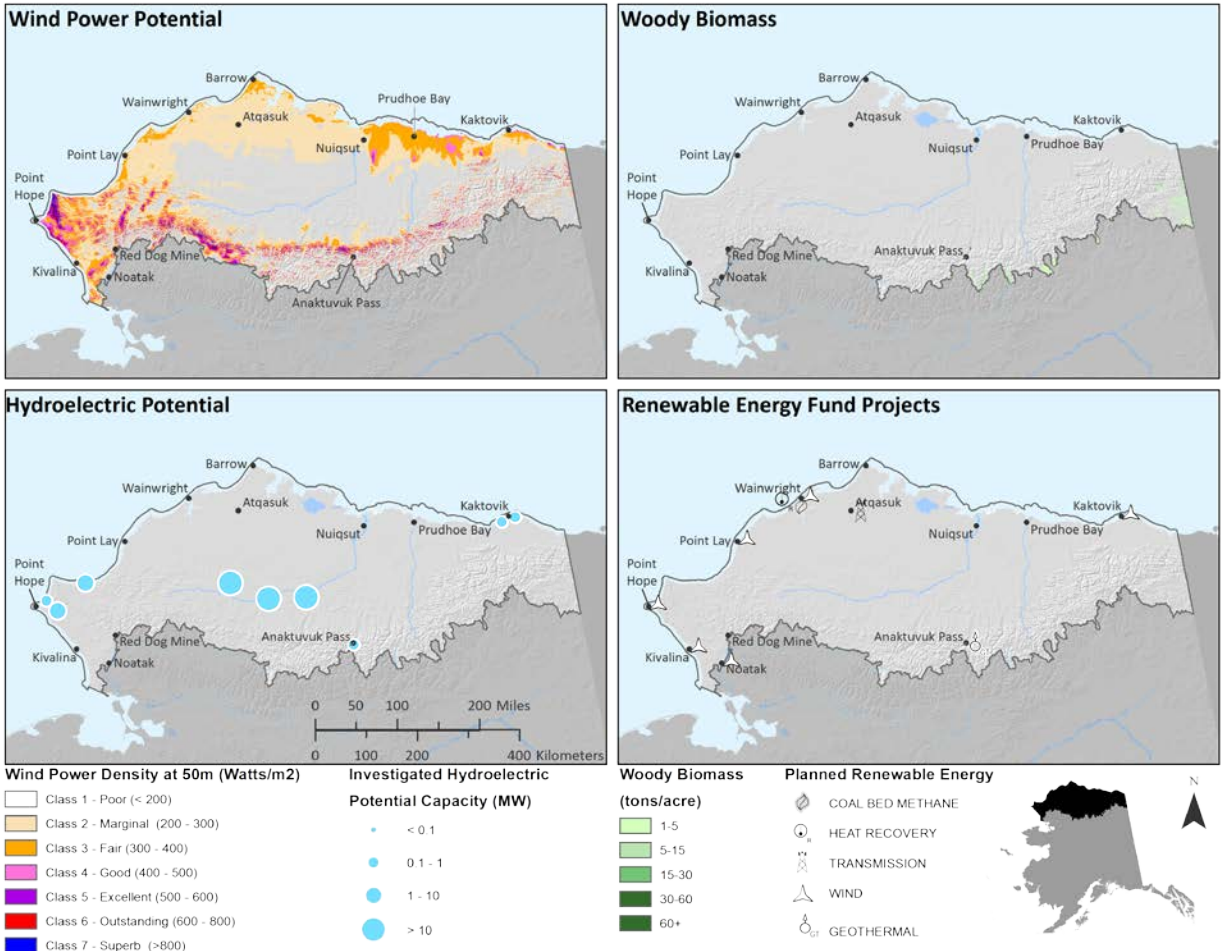 Wind Power Potential
Barrow
Wainwright
Atqasuk
Prudhoe Bay
Kaktovik
Nuiqsut
Point Lay
Point
Hope
Red Dog Mine
Kivalina
Noatak
Anaktuvuk Pass
Woody Biomass
Barrow
Wainwright
Atqasuk
Kaktovik
Nuiqsut
Prudhoe Bay
Point Lay
Point
Hope
Anaktuvuk Pass
Red Dog Mine
Kivalina
Noatak
Hydroelectric Potential
Barrow
Wainwright
Atqasuk
Kaktovik
Nuiqsut
Prudhoe Bay
Point Lay
Point
Hope
Anaktuvuk Pass
Red Dog Mine
Kivalina
Noatak
0 50 100 200 Miles
0 100 200 400 Kilometers
Renewable Energy Fund Projects
Barrow
Wainwright
Atqasuk
Kaktovik
Nuiqsut
Prudhoe Bay
Point Lay
Point
Hope
Anaktuvuk Pass
Red Dog Mine
Kivalina
Noatak
Wind Power Density at 50m (Watts/m2)
Class 1 - Poor (< 200)
Class 2 - Marginal (200 - 300)
Class 3 - Fair (300 - 400)
Class 4 - Good (400 - 500)
Class 5 - Excellent (500 - 600)
Class 6 - Outstanding (600 - 800)
Class 7 - Superb (>800)
Investigated Hydroelectric
Potential Capacity (MW)
< 0.1
0.1 - 1
1 - 10
> 10
Woody Biomass
(tons/acre)
1-5
5-15
15-30
30-60
60+
Planned Renewable Energy
COAL BED METHANE
H HEAT RECOVERY
TRANSMISSION
WIND
GT GEOTHERMAL
N